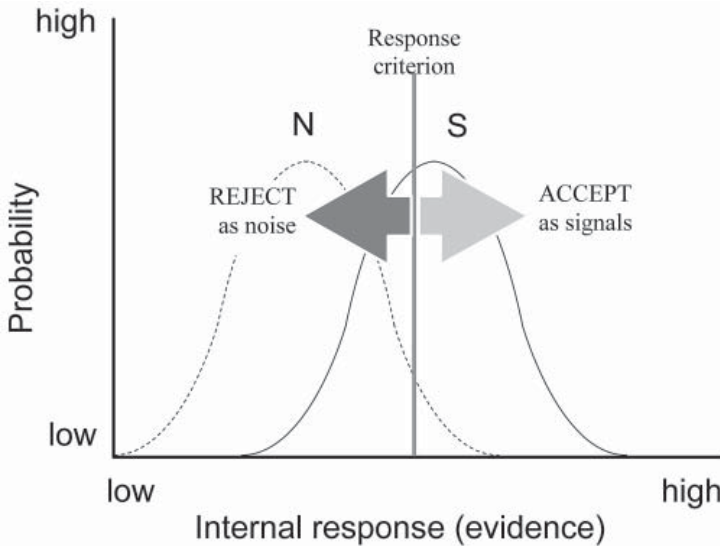 high
Response
criterion
N
S
REJECT
as noise
ACCEPT
as signals
Probability
low
low
high
Internal response (evidence)